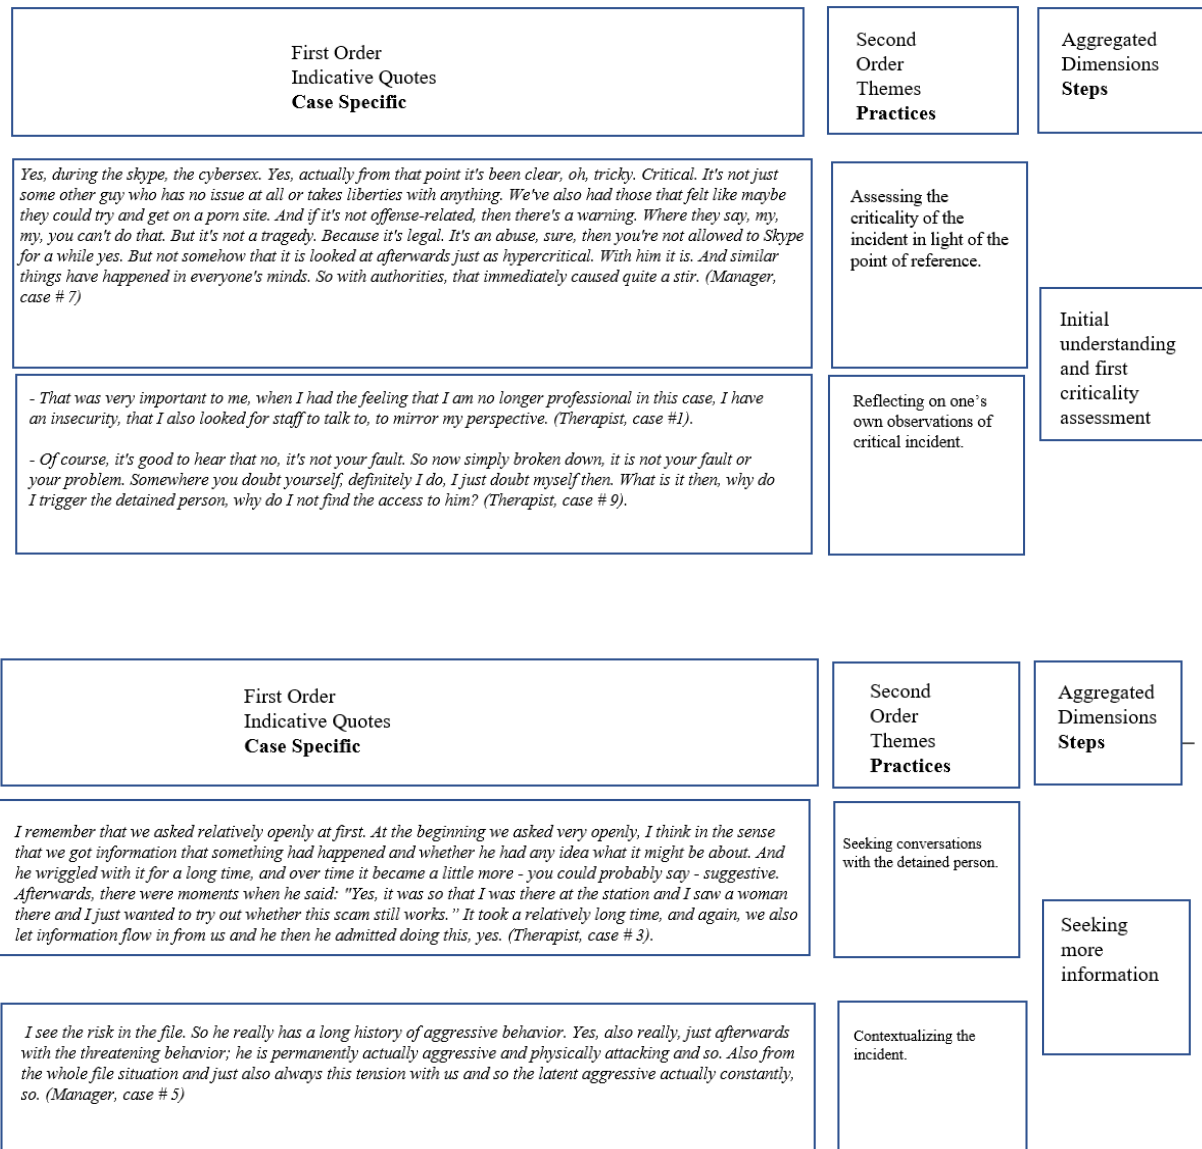 First Order
Indicative Quotes
Case Specific
Second
Order
Themes
Practices
Aggregated
Dimensions
Steps
Yes, during the skype, the cybersex. Yes, actually from that point it's been clear, oh, tricky. Critical. It's not just
some other guy who has no issue at all or takes liberties with anything. We've also had those that felt like maybe
they could try and get on a porn site. And if it's not offense-related, then there's a warning. Where they say, my,
my, you can't do that. But it's not a tragedy. Because it's legal. It's an abuse, sure, then you're not allowed to Skype
for a while yes. But not somehow that it is looked at afterwards just as hypercritical. With him it is. And similar
things have happened in everyone's minds. So with authorities, that immediately caused quite a stir. (Manager,
case # 7)
Assessing the
criticality of the
incident in light of the
point of reference.
- That was very important to me, when I had the feeling that I am no longer professional in this case, I have
an insecurity, that I also looked for staff to talk to, to mirror my perspective. (Therapist, case #1).
- Of course, it's good to hear that no, it's not your fault. So now simply broken down, it is not your fault or
your problem. Somewhere you doubt yourself, definitely I do, I just doubt myself then. What is it then, why do
I trigger the detained person, why do I not find the access to him? (Therapist, case # 9).
Reflecting on one's
own observations of
critical incident.
Initial
understanding
and first
criticality
assessment
First Order
Indicative Quotes
Case Specific
Second
Order
Themes
Practices
Aggregated
Dimensions
Steps
I remember that we asked relatively openly at first. At the beginning we asked very openly, I think in the sense
that we got information that something had happened and whether he had any idea what it might be about. And
he wriggled with it for a long time, and over time it became a little more - you could probably say - suggestive.
Afterwards, there were moments when he said: "Yes, it was so that I was there at the station and I saw a woman
there and I just wanted to try out whether this scam still works." It took a relatively long time, and again, we also
let information flow in from us and he then he admitted doing this, yes. (Therapist, case # 3).
Seeking conversations
with the detained person.
Seeking
more
information
I see the risk in the file. So he really has a long history of aggressive behavior. Yes, also really, just afterwards
with the threatening behavior; he is permanently actually aggressive and physically attacking and so. Also from
the whole file situation and just also always this tension with us and so the latent aggressive actually constantly,
so. (Manager, case # 5)
Contextualizing the
incident.